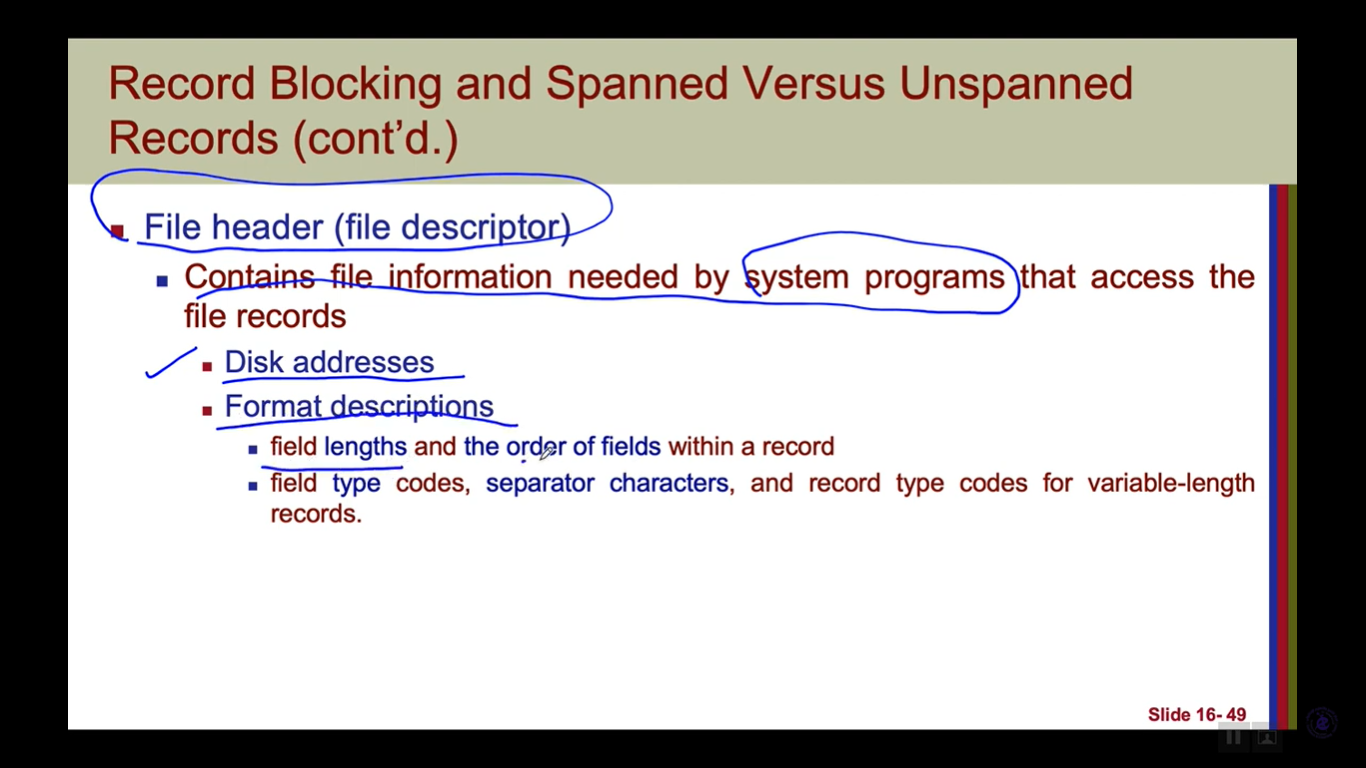 Record Blocking and Spanned Versus Unspanned
Records (cont’d.)
File header (file descriptor)
Contains file information needed by system programs that access the
file records
Disk addresses
Format descriptions
field lengths and the order of fields within a record
field type codes, separator characters, and record type codes for variable-length
records.
Slide 16- 49